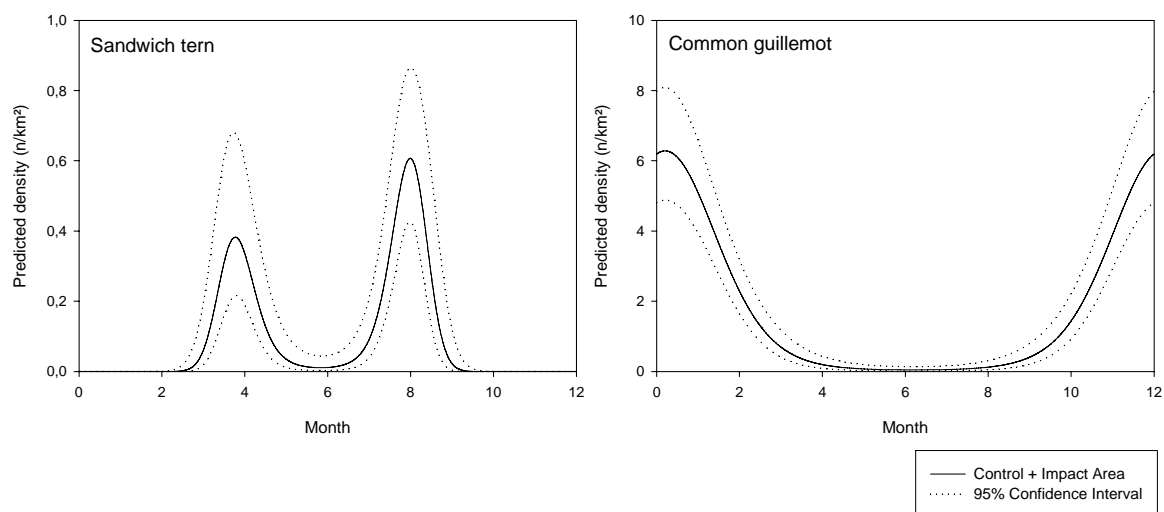 Sandwich tern
Predicted density (n/km²)
1,0
0,8
0,6
0,4
0,2
0,0
0 2 4 6 8 10 12
Month
Common guillemot
Predicted density (n/km²)
10
8
6
4
2
0
0 2 4 6 8 10 12
Month
Control + Impact Area
95% Confidence Interval